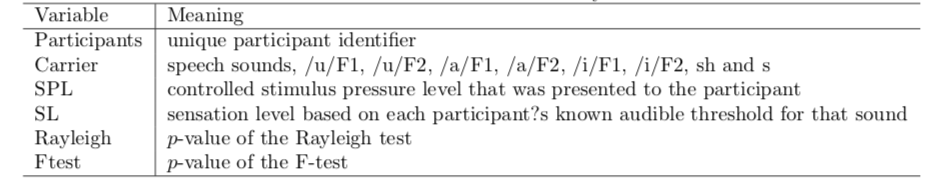 Variable Meaning
Participants unique participant identifier
Carrier speech sounds, /u/F1, /u/F2, /a/F1, /a/F2, /i/F1, /i/F2, sh and s
SPL controlled stimulus pressure level that was presented to the participant
SL sensation level based on each participant?s known audible threshold for that sound
Rayleigh p-value of the Rayleigh test
Ftest p-value of the F-test